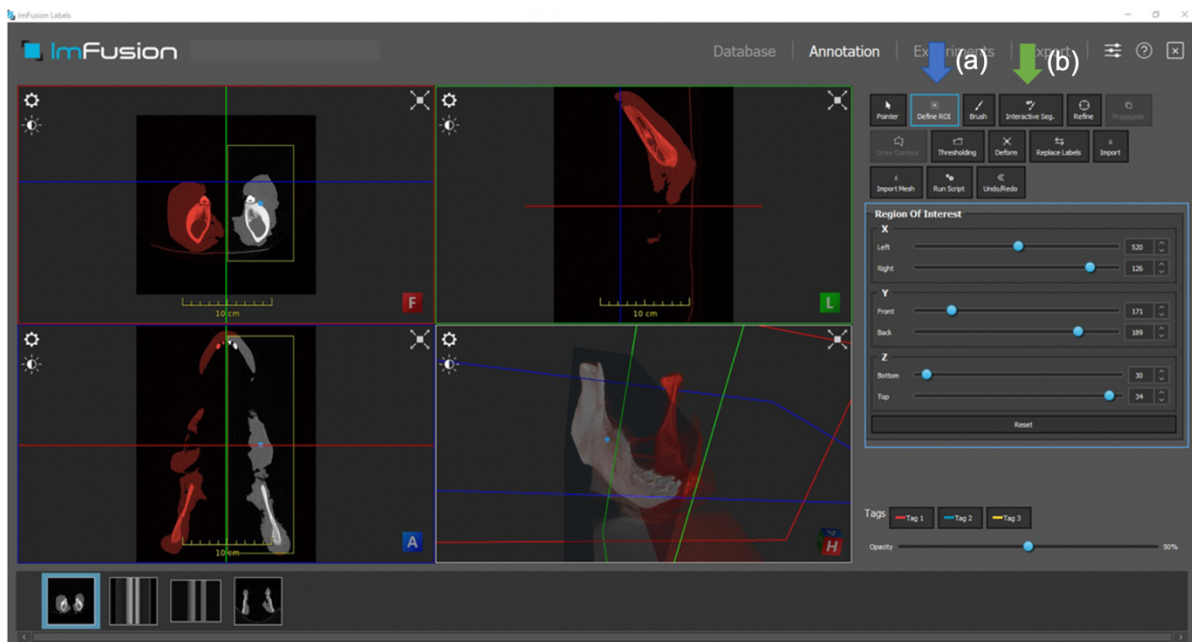 ImFusion Labels
ImFusion
Database
Annotation
Experiments
Export
(a)
(b)
Pointer
Define ROI
Brush
Interactive Seg.
Refine
Propagate
Draw Contour
Thresholding
Deform
Replace Labels
Import
Import Mesh
Run Script
Undo/Redo
Region Of Interest
X
Left 520
Right 126
Y
Front 171
Back 189
Z
Bottom 30
Top 34
Reset
10 cm
F
10 cm
L
10 cm
A
H
Tags Tag 1 Tag 2 Tag 3
Opacity 50%